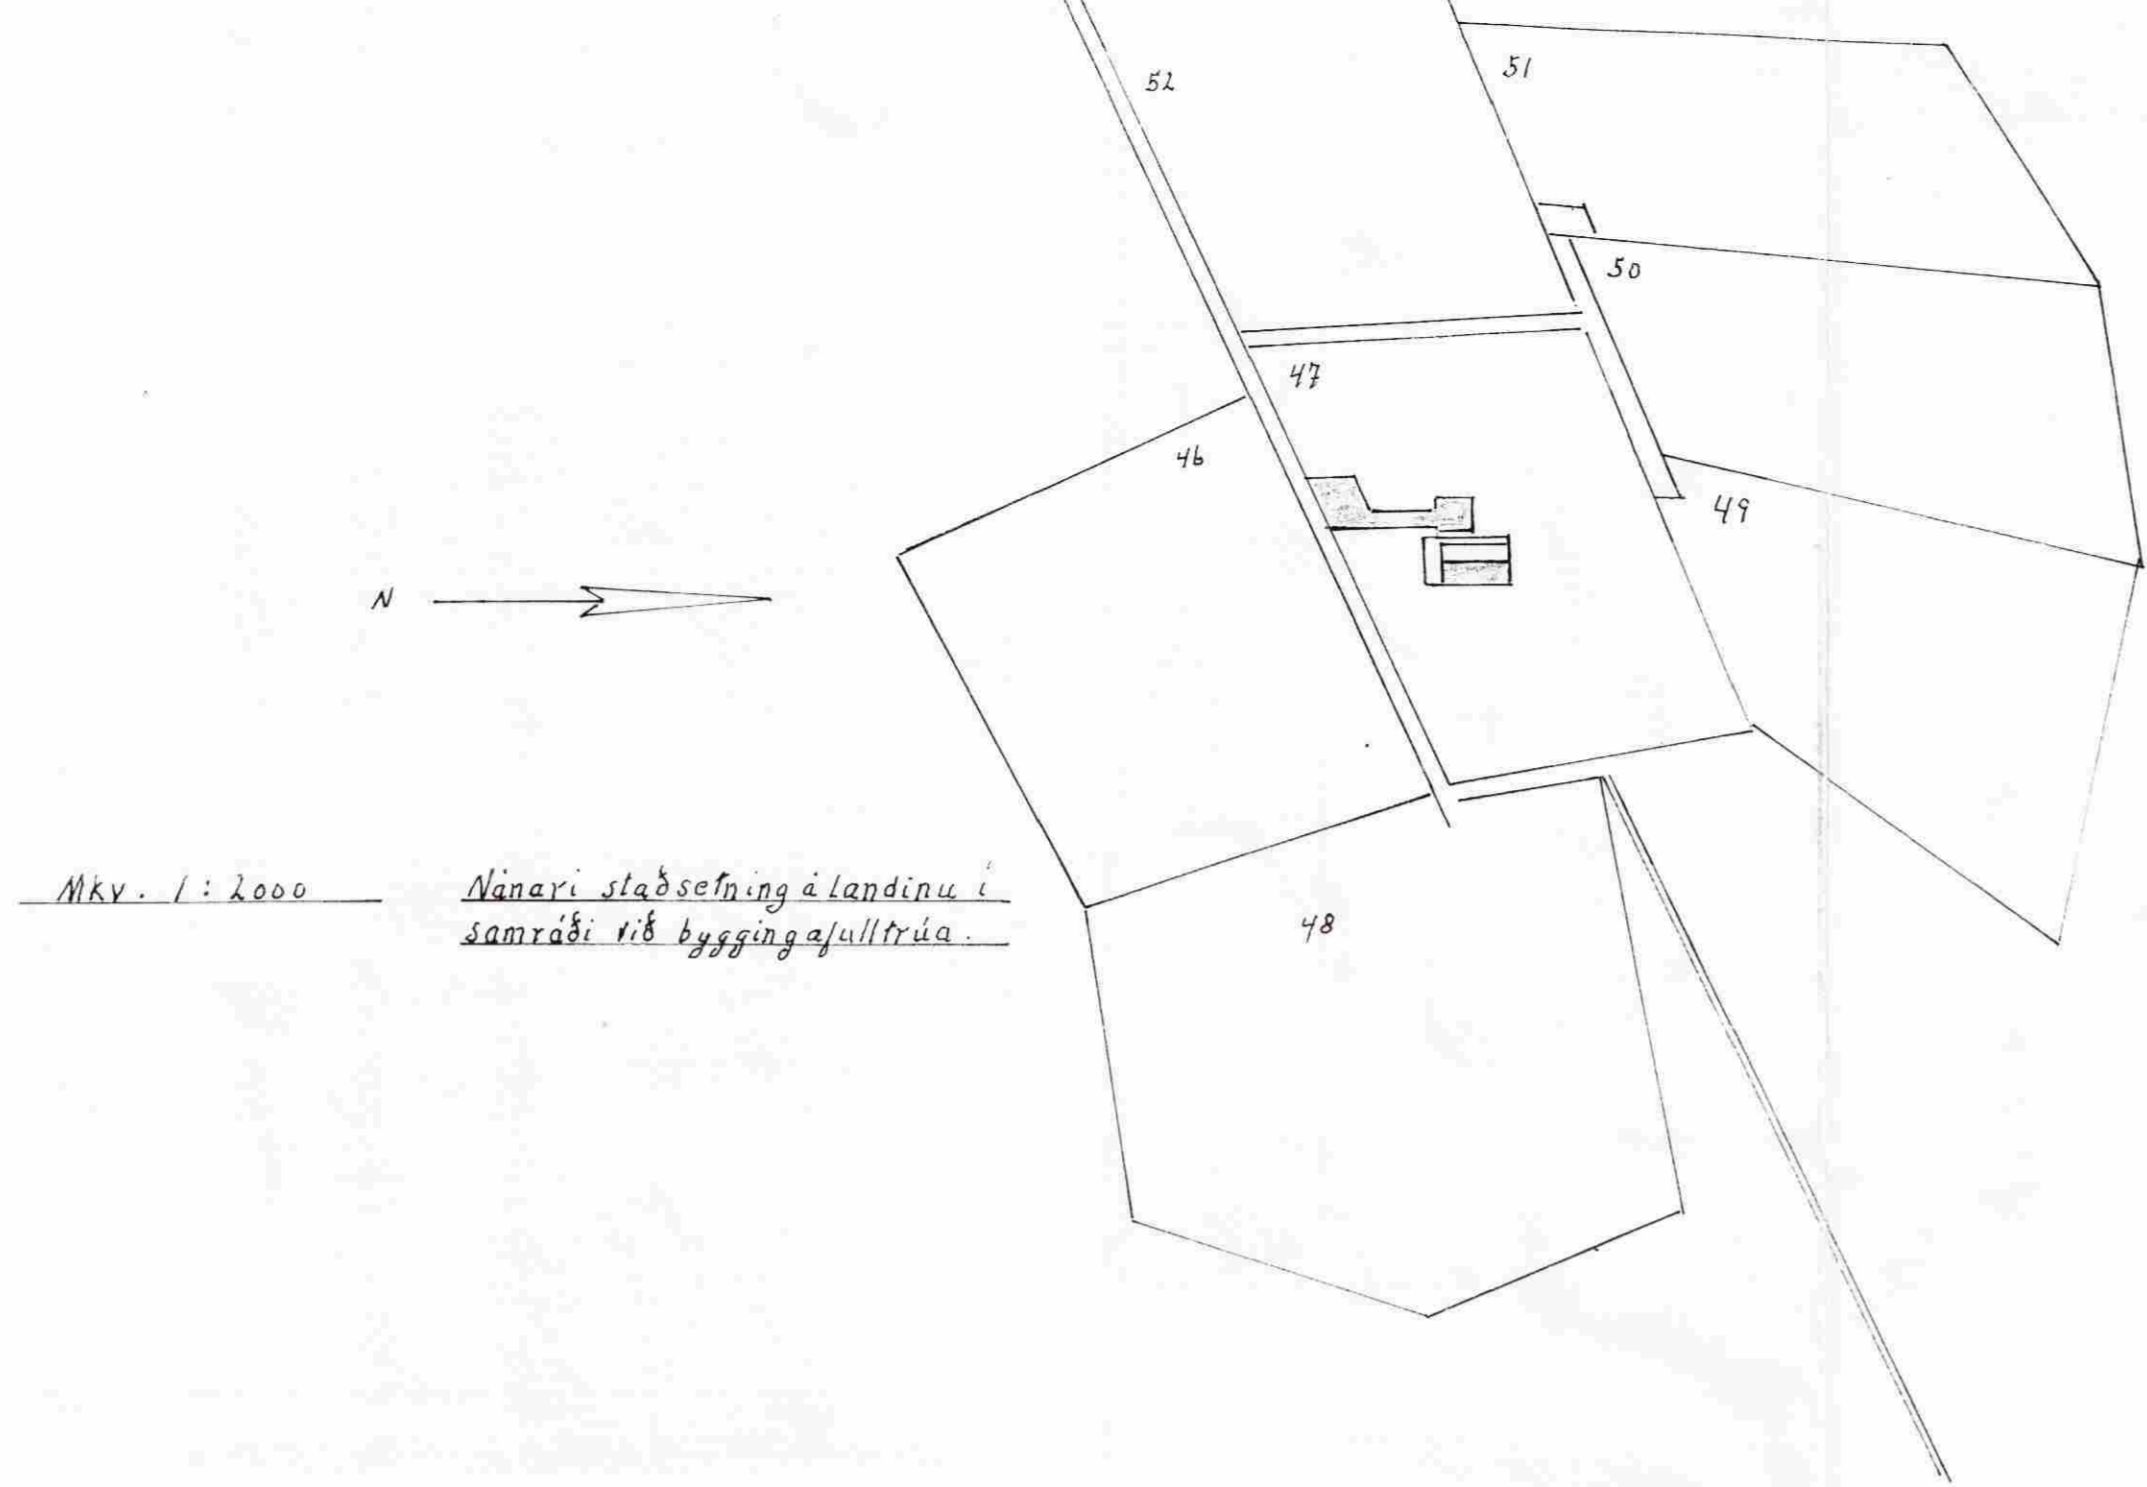 52
51
50
47
46
49
N
Mkv. 1:2000
Nánari staðsetning á landinu í
samráði við byggingafulltrúa.
48